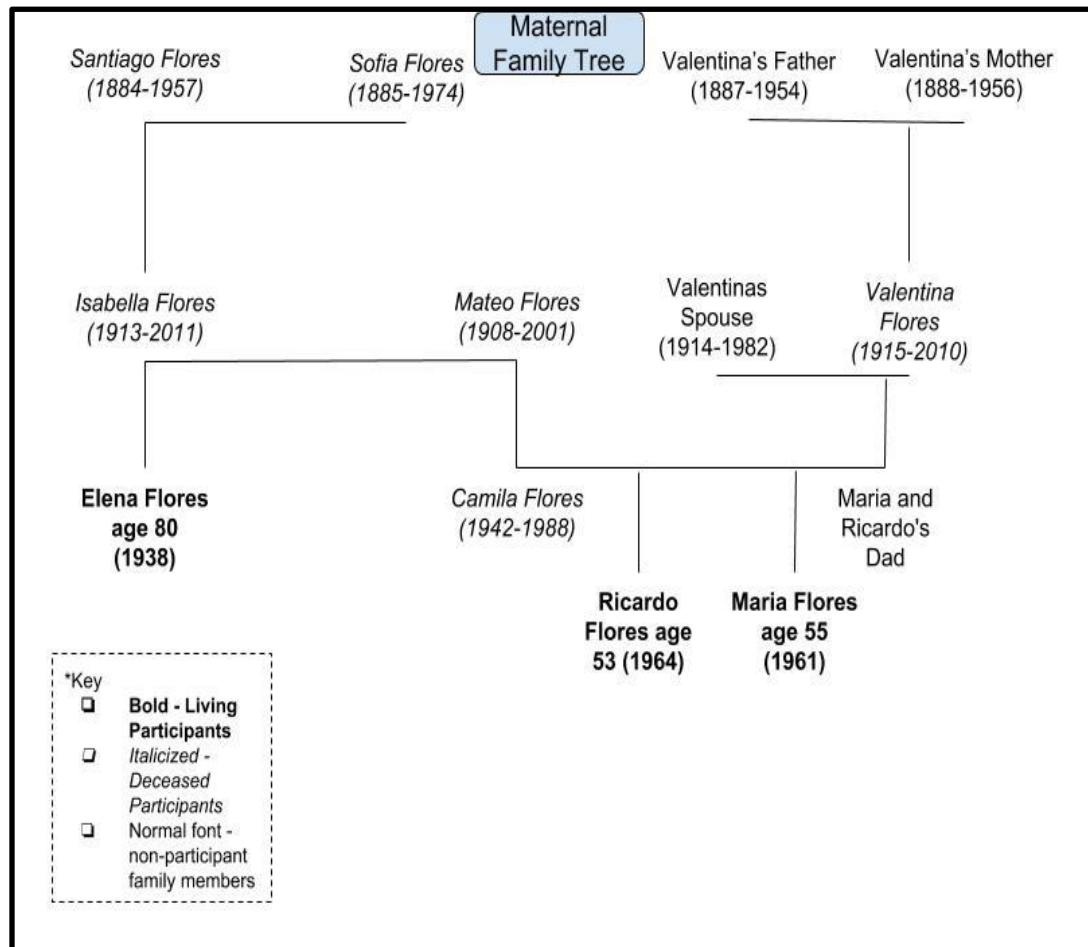 Maternal
Family Tree
Santiago Flores
(1884-1957)
Sofia Flores
(1885-1974)
Valentina's Father
(1887-1954)
Valentina's Mother
(1888-1956)
Isabella Flores
(1913-2011)
Mateo Flores
(1908-2001)
Valentinas
Spouse
(1914-1982)
Valentina
Flores
(1915-2010)
Elena Flores
age 80
(1938)
Camila Flores
(1942-1988)
Maria and
Ricardo's
Dad
Ricardo
Flores age
53 (1964)
Maria Flores
age 55
(1961)
*Key
Bold - Living
Participants
Italicized -
Deceased
Participants
Normal font -
non-participant
family members